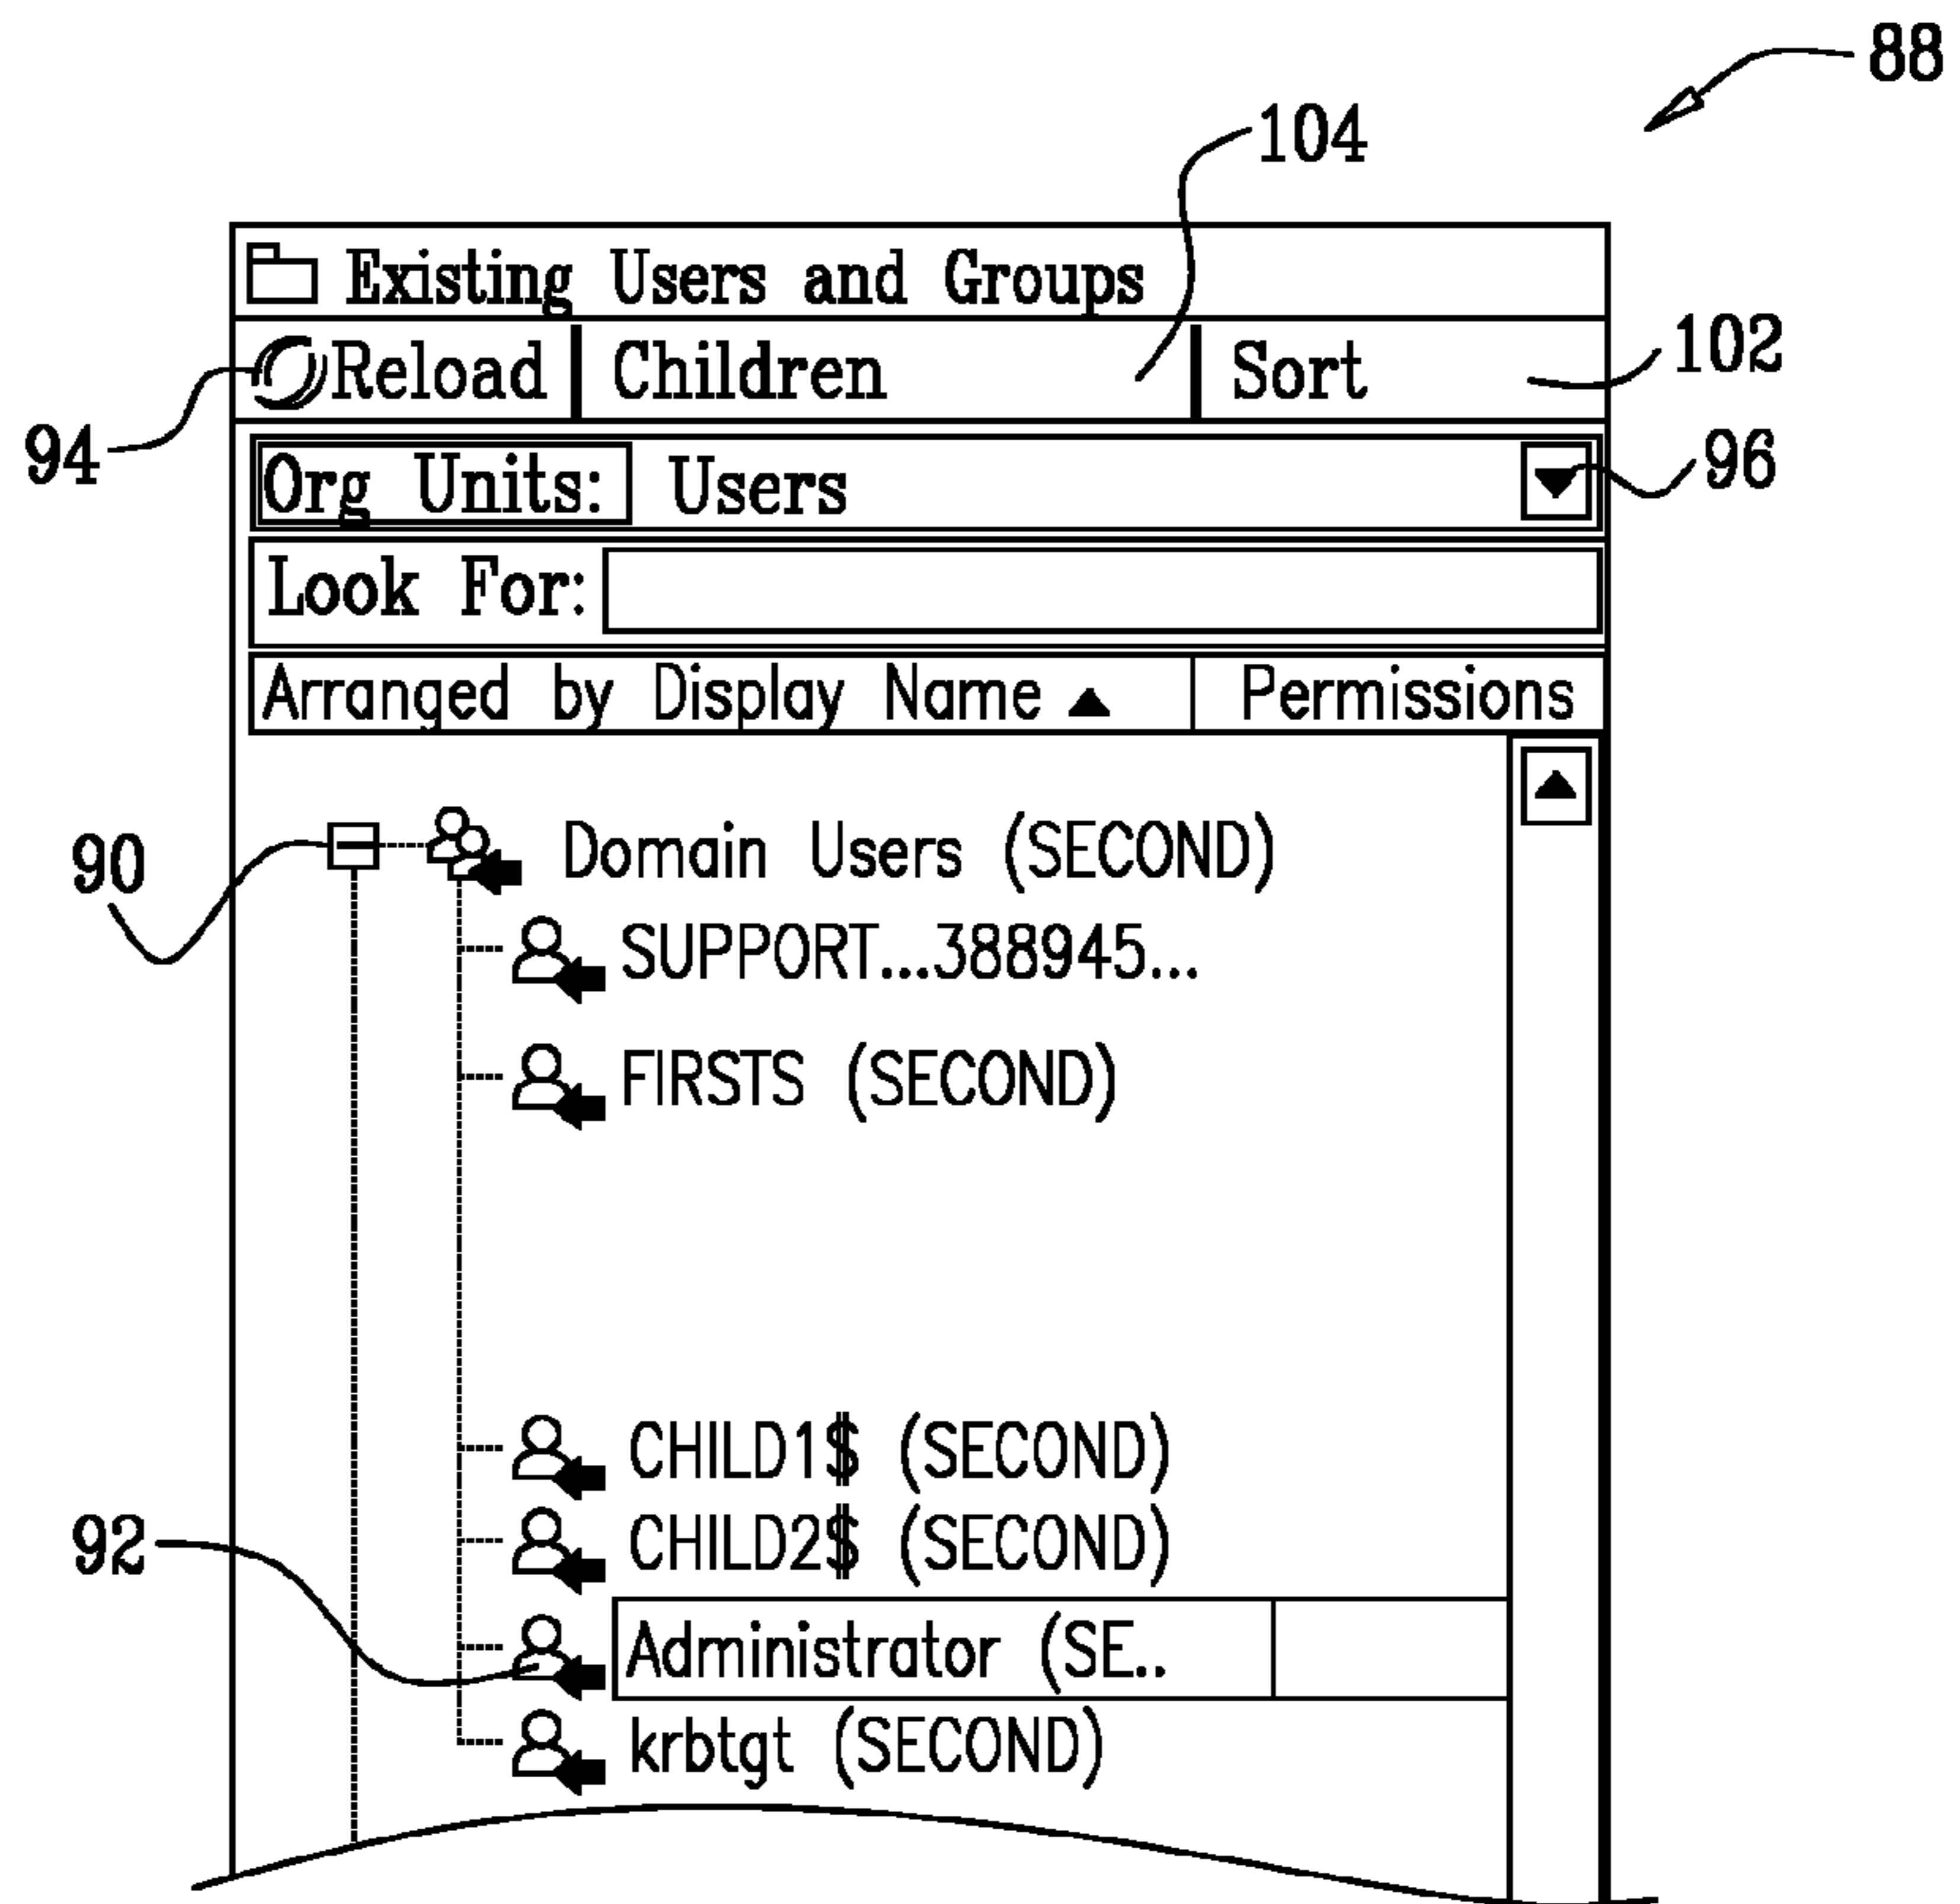 88
104
Existing Users and Groups
Reload Children Sort
102
94
Org Units: Users
96
Look For:
Arranged by Display Name Permissions
90
Domain Users (SECOND)
SUPPORT...388945...
FIRSTS (SECOND)
CHILD1$ (SECOND)
92
CHILD2$ (SECOND)
Administrator (SE..
krbtgt (SECOND)